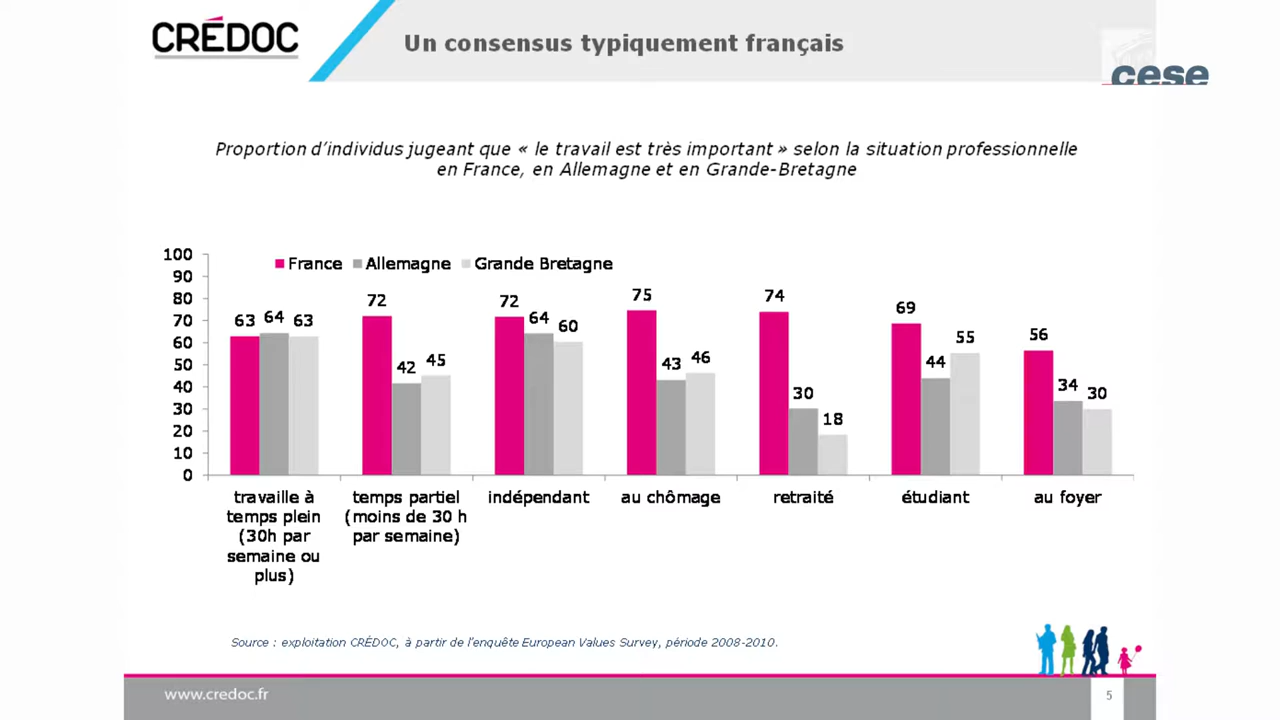 CRÉDOC
Un consensus typiquement français
cese
Proportion d’individus jugeant que « le travail est très important » selon la situation professionnelle
en France, en Allemagne et en Grande-Bretagne
100
90
80
70
60
50
40
30
20
10
0
France Allemagne Grande Bretagne
63 64 63
72 42 45
72 64 60
75 43 46
74 30 18
69 44 55
56 34 30
travaille à
temps plein
(30h par
semaine ou
plus)
temps partiel
(moins de 30 h
par semaine)
indépendant
au chômage
retraité
étudiant
au foyer
Source : exploitation CRÉDOC, à partir de l’enquête European Values Survey, période 2008-2010.
www.credoc.fr
5